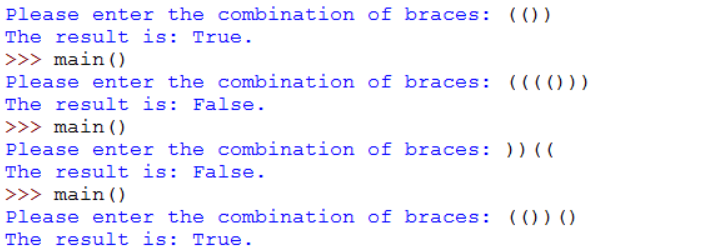 Please enter the combination of braces: (())
The result is: True.
>>> main()
Please enter the combination of braces: (((()))
The result is: False.
>>> main()
Please enter the combination of braces: ))((
The result is: False.
>>> main()
Please enter the combination of braces: (())()
The result is: True.